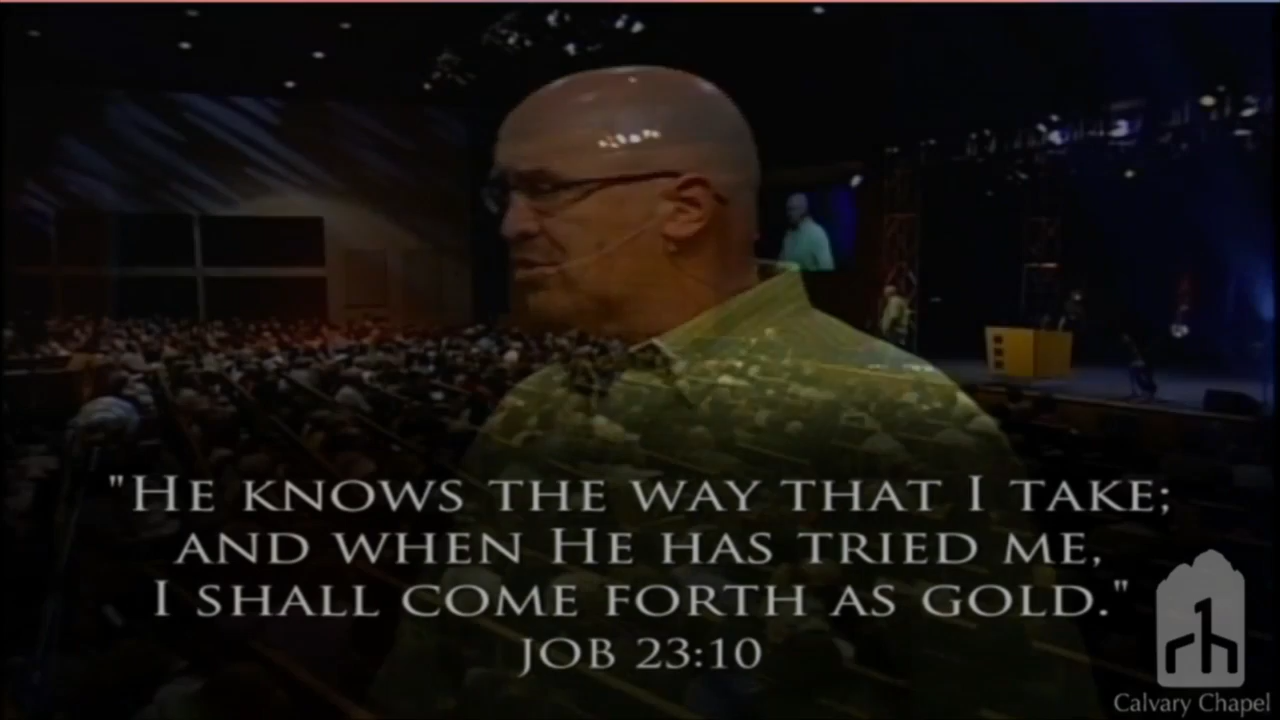 "He knows the way that I take;
and when He has tried me,
I shall come forth as gold."
Job 23:10
Calvary Chapel